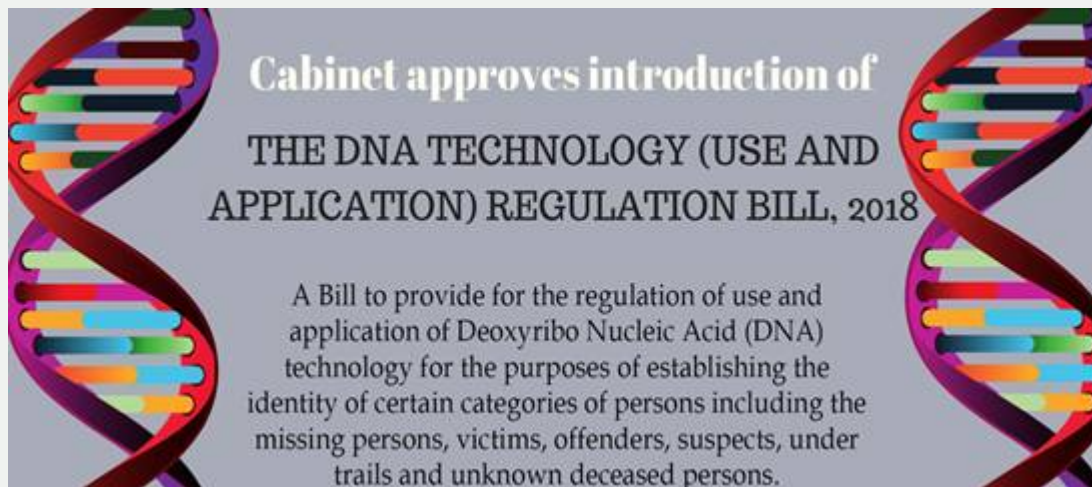 Cabinet approves introduction of
THE DNA TECHNOLOGY (USE AND
APPLICATION) REGULATION BILL, 2018
A Bill to provide for the regulation of use and
application of Deoxyribo Nucleic Acid (DNA)
technology for the purposes of establishing the
identity of certain categories of persons including the
missing persons, victims, offenders, suspects, under
trails and unknown deceased persons.